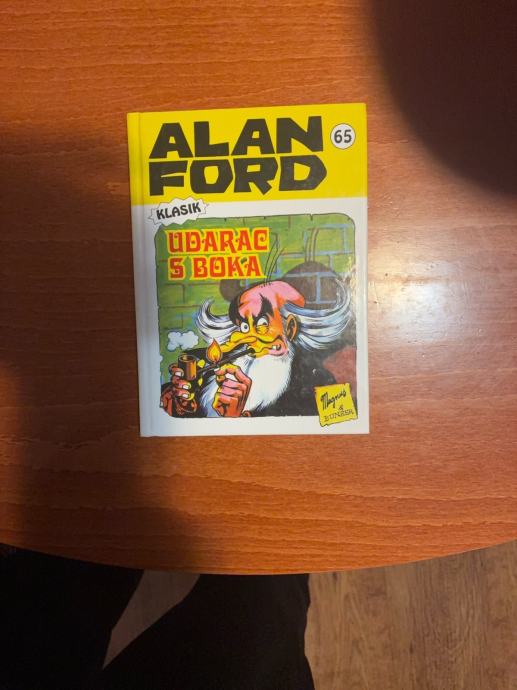 ALAN
FORD
65
KLASIK
UDARAC
S BOKA
Magnus
&
BUNKER